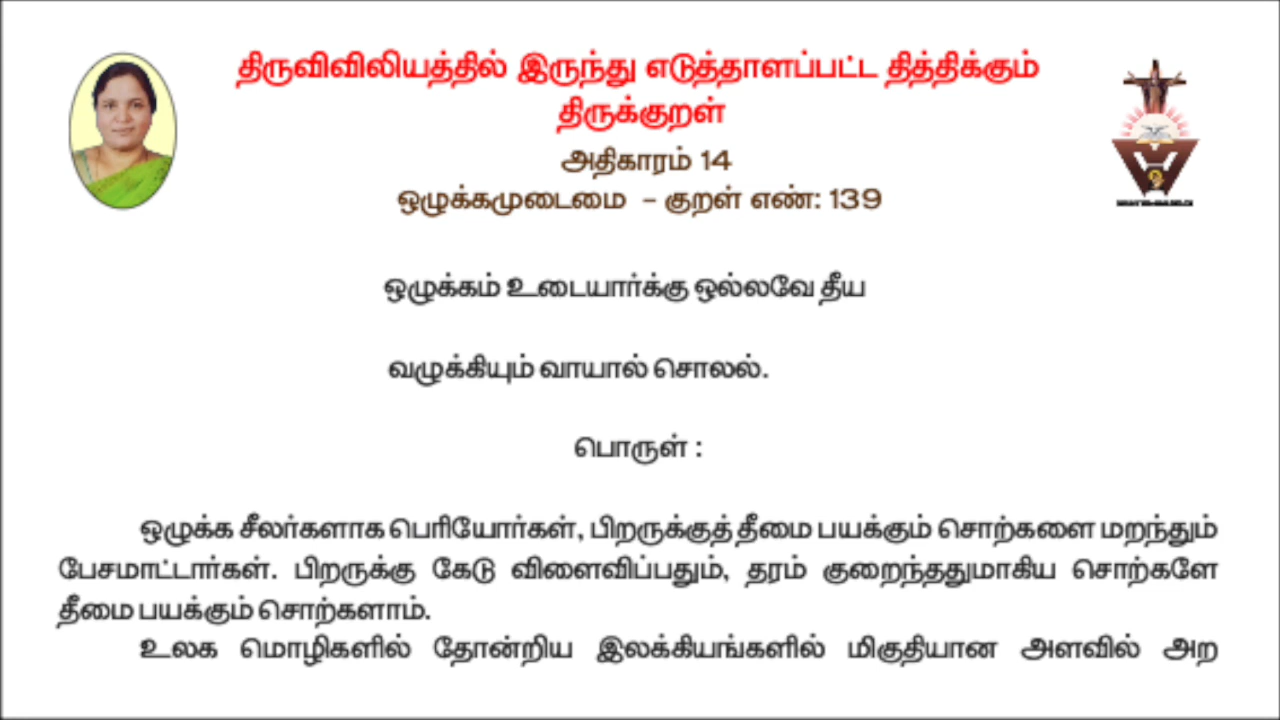 திருவிவிலியத்தில் இருந்து எடுத்தாளப்பட்ட தித்திக்கும்
திருக்குறள்
அதிகாரம் 14
ஒழுக்கமுடைமை - குறள் எண்: 139
ஒழுக்கம் உடையார்க்கு ஒல்லவே தீய
வழுக்கியும் வாயால் சொலல்.
பொருள் :
ஒழுக்க சீலர்களாக பெரியோர்கள், பிறருக்குத் தீமை பயக்கும் சொற்களை மறந்தும்
பேசமாட்டார்கள். பிறருக்கு கேடு விளைவிப்பதும், தரம் குறைந்ததுமாகிய சொற்களே
தீமை பயக்கும் சொற்களாம்.
உலக மொழிகளில் தோன்றிய இலக்கியங்களில் மிகுதியான அளவில் அற